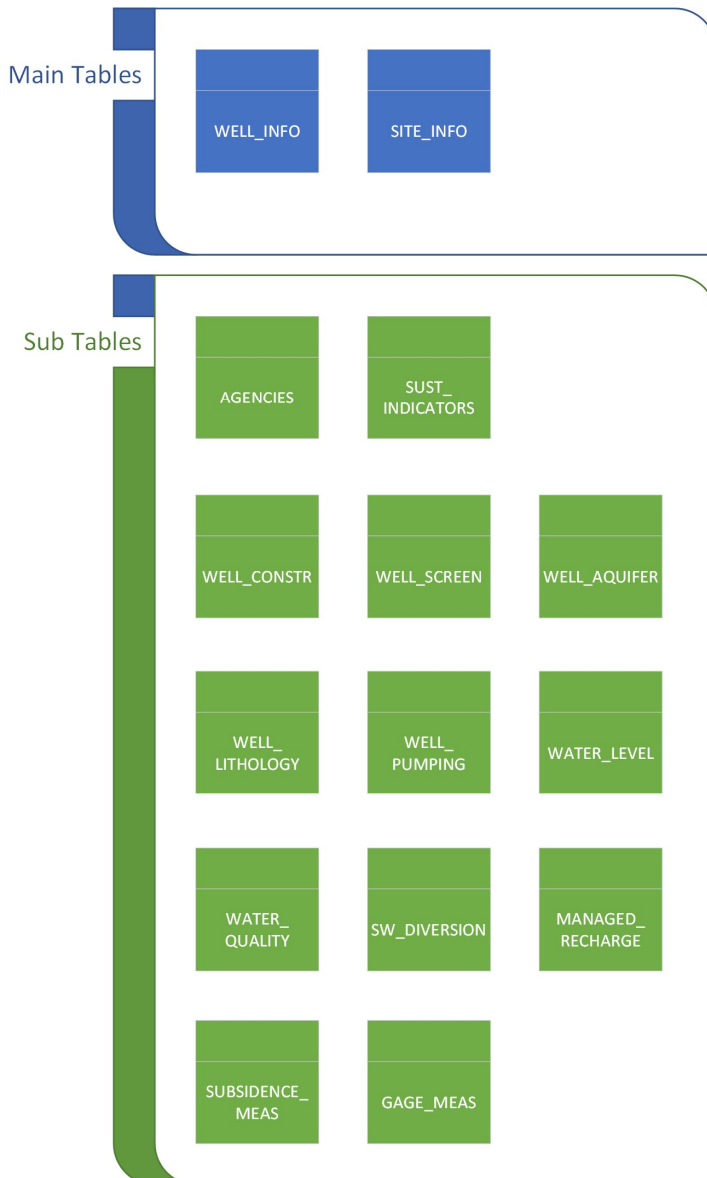 Main Tables
WELL_INFO
SITE_INFO
Sub Tables
AGENCIES
SUST_
INDICATORS
WELL_CONSTR
WELL_SCREEN
WELL_AQUIFER
WELL_
LITHOLOGY
WELL_
PUMPING
WATER_LEVEL
WATER_
QUALITY
SW_DIVERSION
MANAGED_
RECHARGE
SUBSIDENCE_
MEAS
GAGE_MEAS